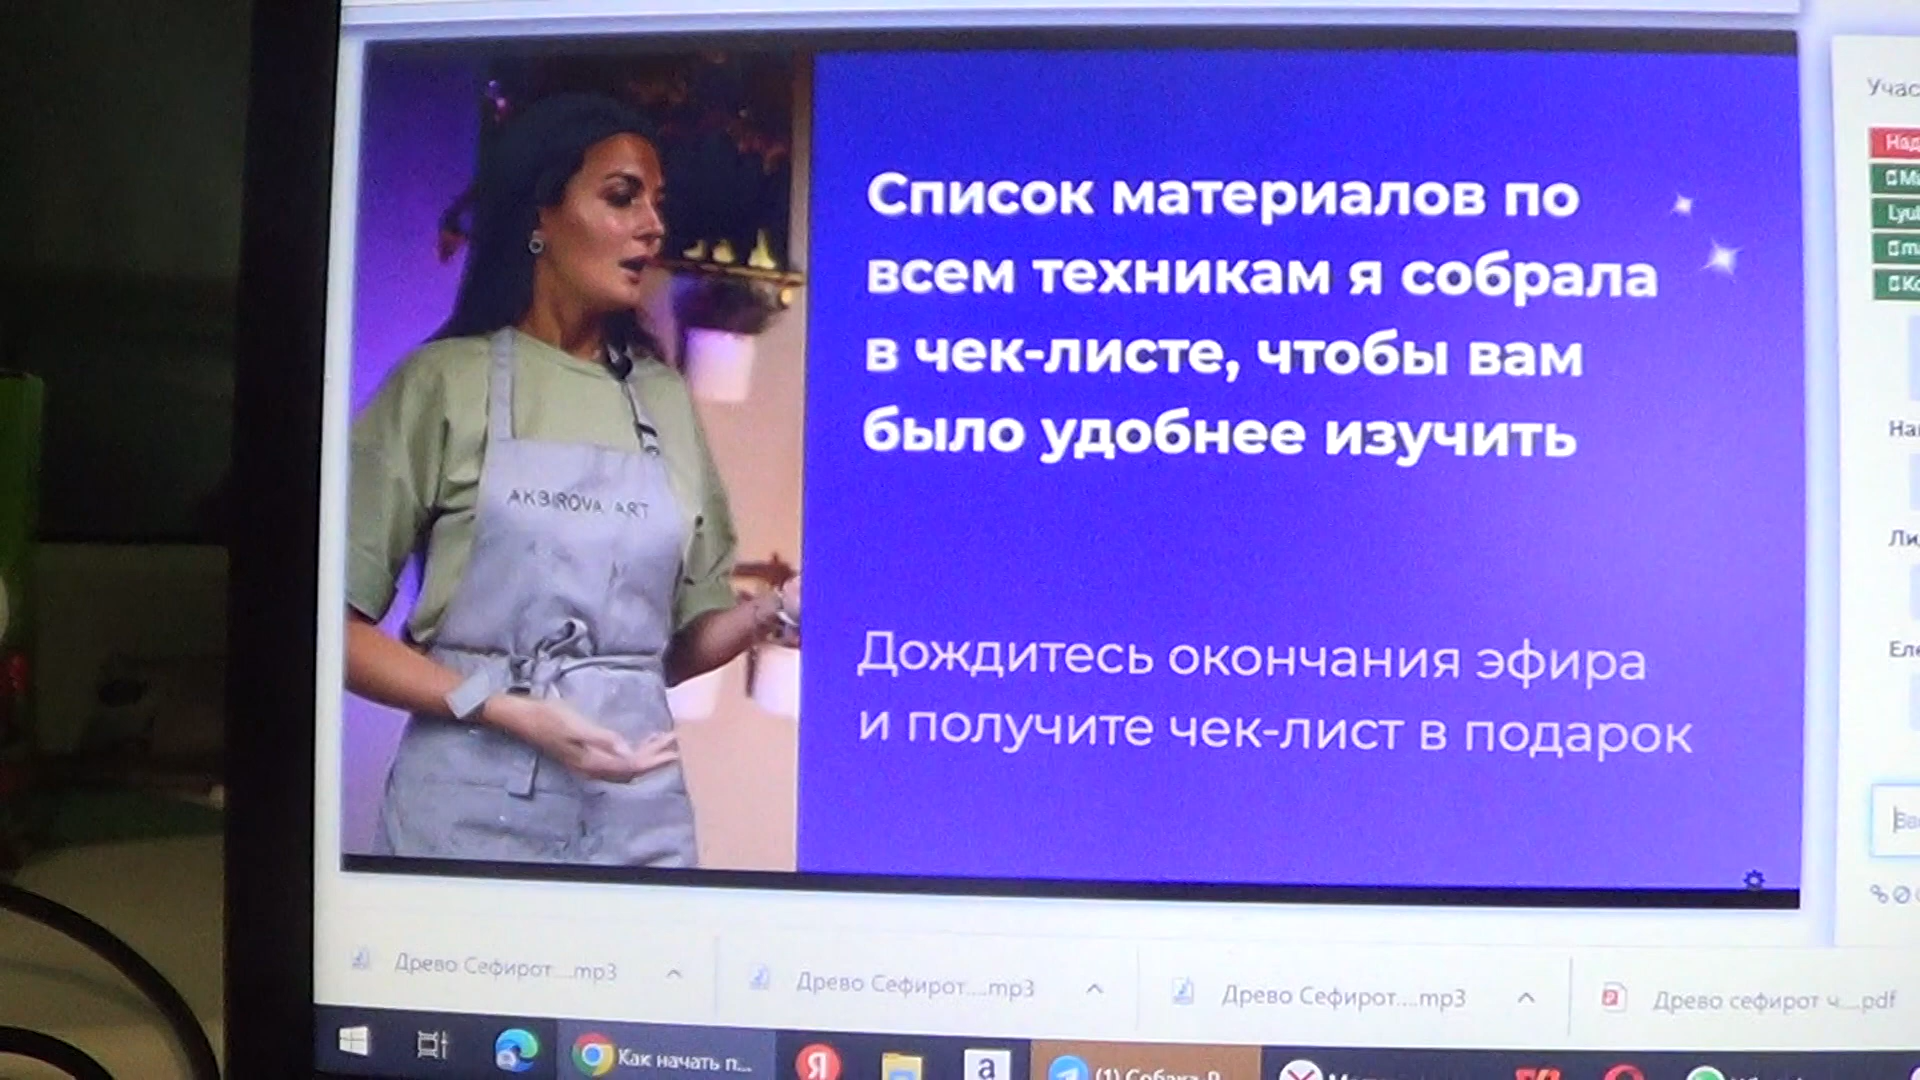 Список материалов по
всем техникам я собрала
в чек-листе, чтобы вам
было удобнее изучить
AKBIROVA ART
Дождитесь окончания эфира
и получите чек-лист в подарок
Древо Сефирот....mp3
Древо Сефирот....mp3
Древо Сефирот....mp3
Древо сефирот ч....pdf
Как начать п...
Я
a